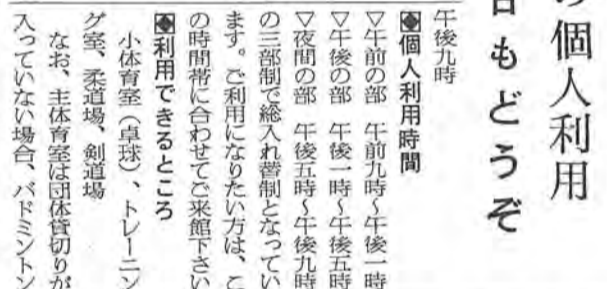 個人利用
もどうぞ
午後九時
◆個人利用時間
▽午前の部 午前九時~午後一時
▽午後の部 午後一時~午後五時
▽夜間の部 午後五時~午後九時
の三部制で総入れ替制となってい
ます。ご利用になりたい方は、こ
の時間帯に合わせてご来館下さい
◆利用できるところ
小体育室(卓球)、トレーニン
グ室、柔道場、剣道場
なお、主体育室は団体貸切りが
入っていない場合、バドミントン